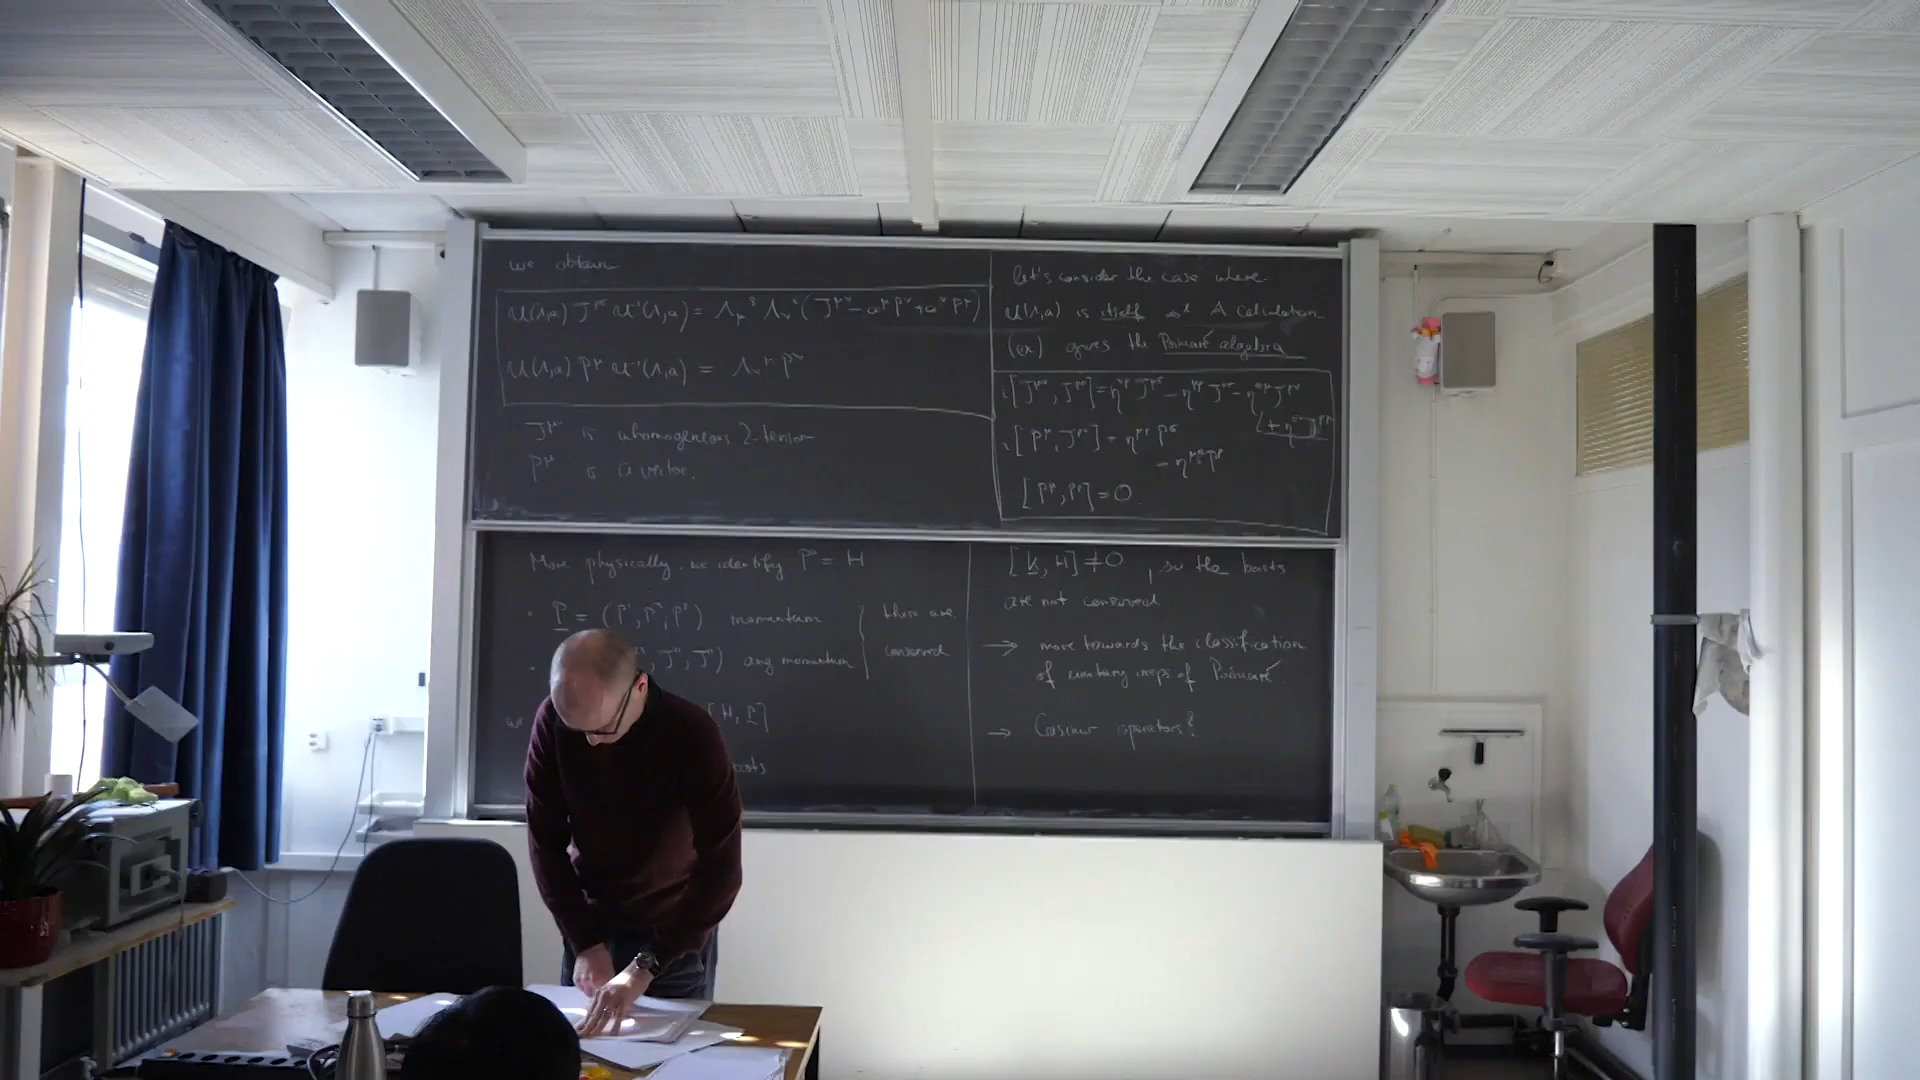 we obtain
U(Λ,a) J^{ρσ} U^{-1}(Λ,a) = Λ_μ^ρ Λ_ν^σ (J^{μν} - a^μ P^ν + a^ν P^μ)
U(Λ,a) P^μ U^{-1}(Λ,a) = Λ_ν^μ P^ν
is inhomogeneous 2-tensor
P^μ is a vector.
let's consider the case where
U(Λ,a) is itself A calculation
(ex) gives the Poincaré algebra
i[J^{μν}, J^{ρσ}] = η^{νρ} J^{μσ} - η^{μρ} J^{νσ} - η^{σμ} J^{ρν}
+ η^{σν} J^{ρμ}
i[P^μ, J^{ρσ}] = η^{μρ} P^σ
- η^{μσ} P^ρ
[P^μ, P^ρ] = 0
More physically, we identify P^0 = H
· P = (P^1, P^2, P^3) momentum
ang momentum
these are
conserved
we
[H, P]
[K, H] ≠ 0, so the boosts
are not conserved
→ move towards the classification
of unitary irreps of Poincaré
→ Casimir operators?